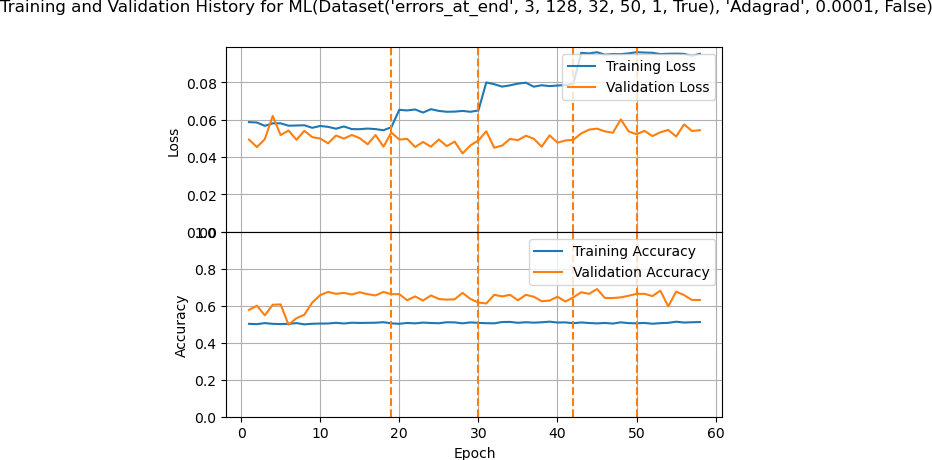 Training and Validation History for ML(Dataset('errors_at_end', 3, 128, 32, 50, 1, True), 'Adagrad', 0.0001, False)
Training Loss
Validation Loss
0.08
0.06
0.04
0.02
0.00
Loss
1.0
0.8
0.6
0.4
0.2
0.0
Accuracy
Training Accuracy
Validation Accuracy
0 10 20 30 40 50 60
Epoch